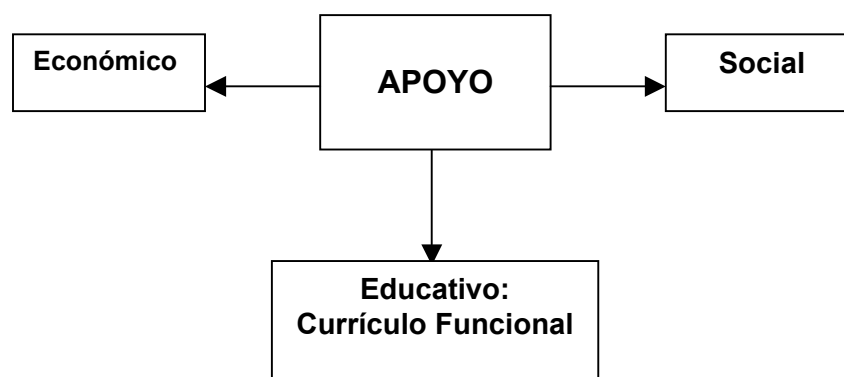 Económico
APOYO
Social
Educativo:
Currículo Funcional